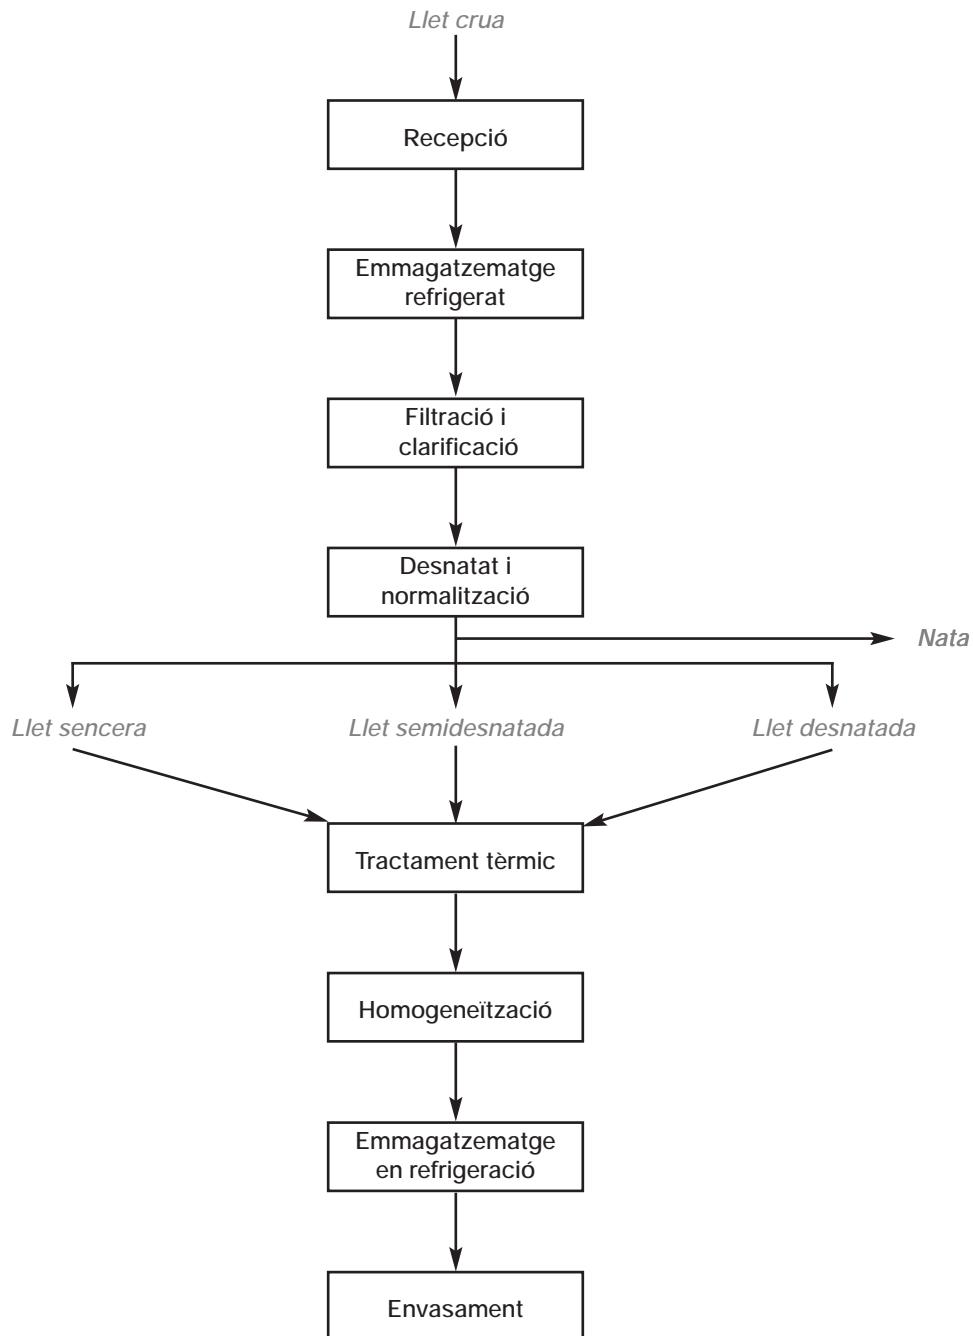 Llet crua
Recepció
Emmagatzematge
refrigerat
Filtració i
clarificació
Desnatat i
normalització
Nata
Llet sencera
Llet semidesnatada
Llet desnatada
Tractament tèrmic
Homogeneïtzació
Emmagatzematge
en refrigeració
Envasament